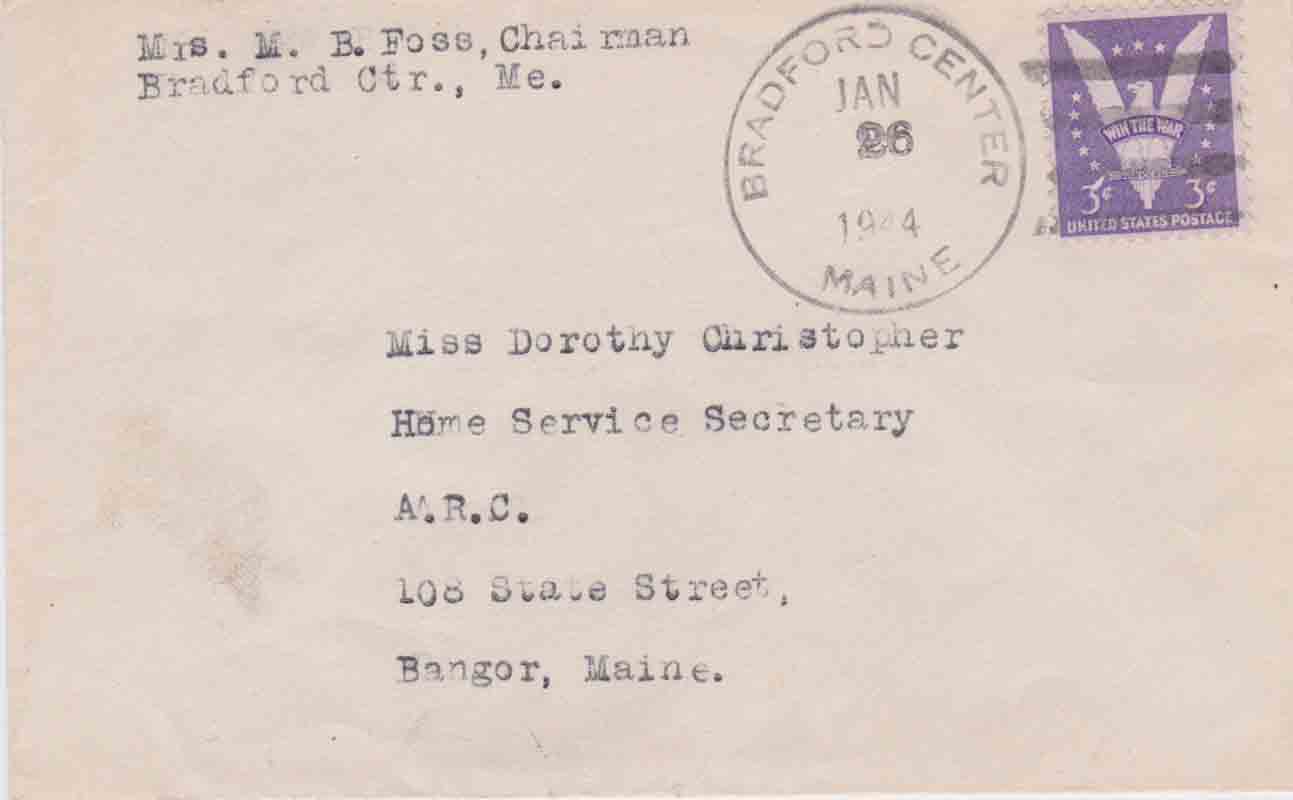 Mrs. M. B. Foss, Chairman
Bradford Ctr., Me.
BRADFORD CENTER
JAN
26
1944
MAINE
WIN THE WAR
3¢ 3¢
UNITED STATES POSTAGE
Miss Dorothy Christopher
Home Service Secretary
A.R.C.
108 State Street,
Bangor, Maine.